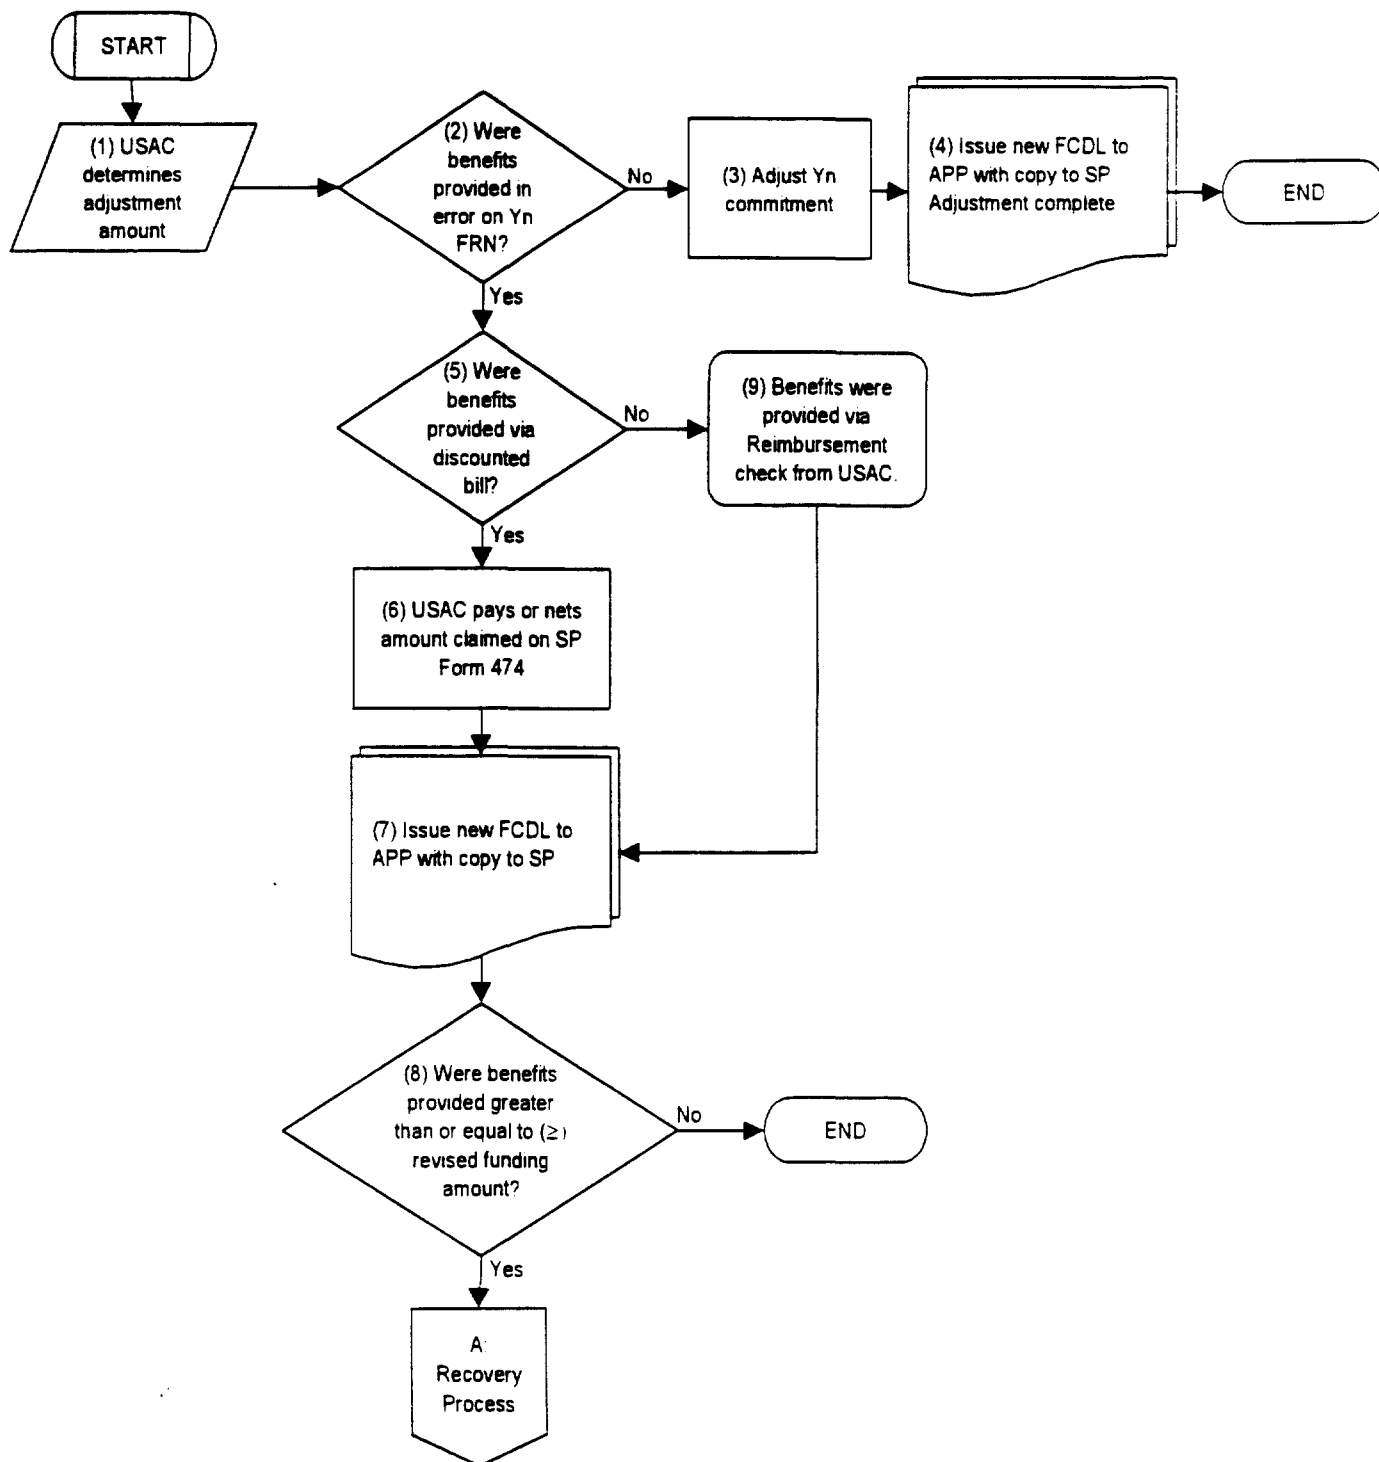 START
(1) USAC
determines
adjustment
amount
(2) Were
benefits
provided in
error on Yn
FRN?
No
(3) Adjust Yn
commitment
(4) Issue new FCDL to
APP with copy to SP
Adjustment complete
END
Yes
(5) Were
benefits
provided via
discounted
bill?
No
(9) Benefits were
provided via
Reimbursement
check from USAC.
Yes
(6) USAC pays or nets
amount claimed on SP
Form 474
(7) Issue new FCDL to
APP with copy to SP
(8) Were benefits
provided greater
than or equal to (≥)
revised funding
amount?
No
END
Yes
A:
Recovery
Process